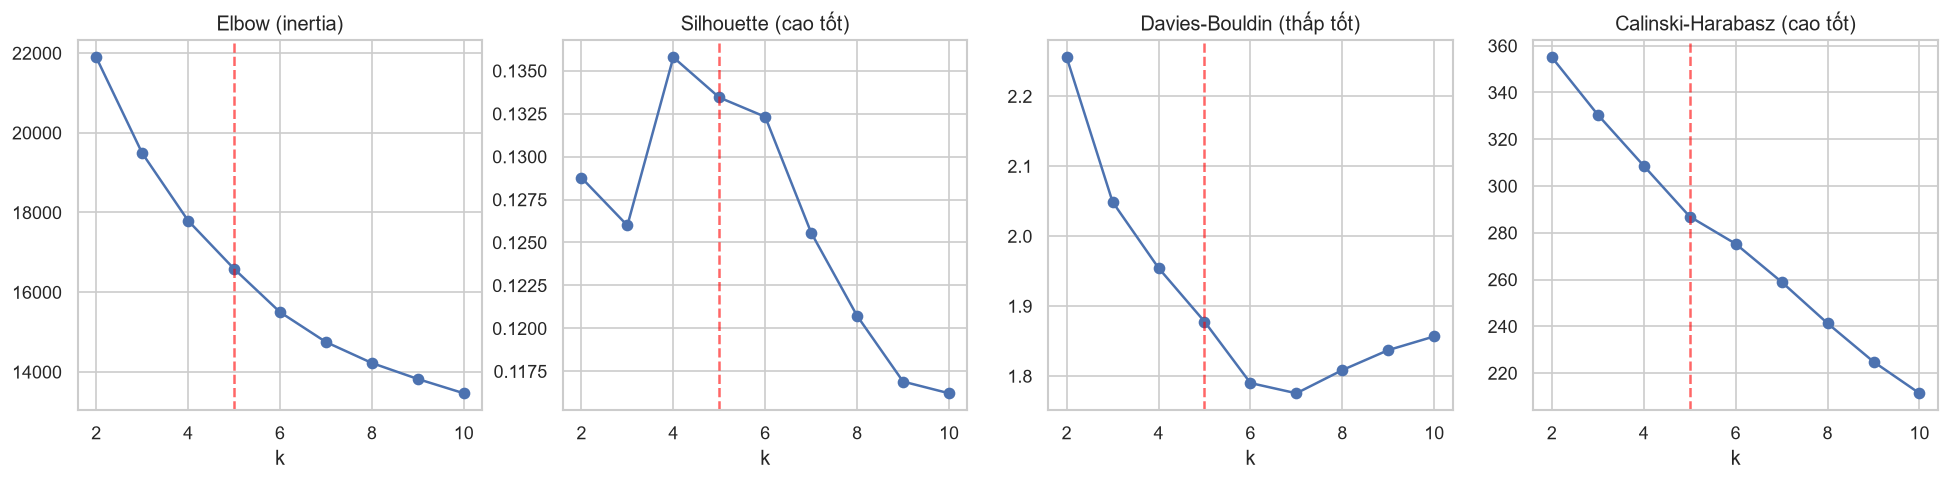 Elbow (inertia)
22000
20000
18000
16000
14000
2 4 6 8 10
k
Silhouette (cao tốt)
0.1350
0.1325
0.1300
0.1275
0.1250
0.1225
0.1200
0.1175
2 4 6 8 10
k
Davies-Bouldin (thấp tốt)
2.2
2.1
2.0
1.9
1.8
2 4 6 8 10
k
Calinski-Harabasz (cao tốt)
360
340
320
300
280
260
240
220
2 4 6 8 10
k